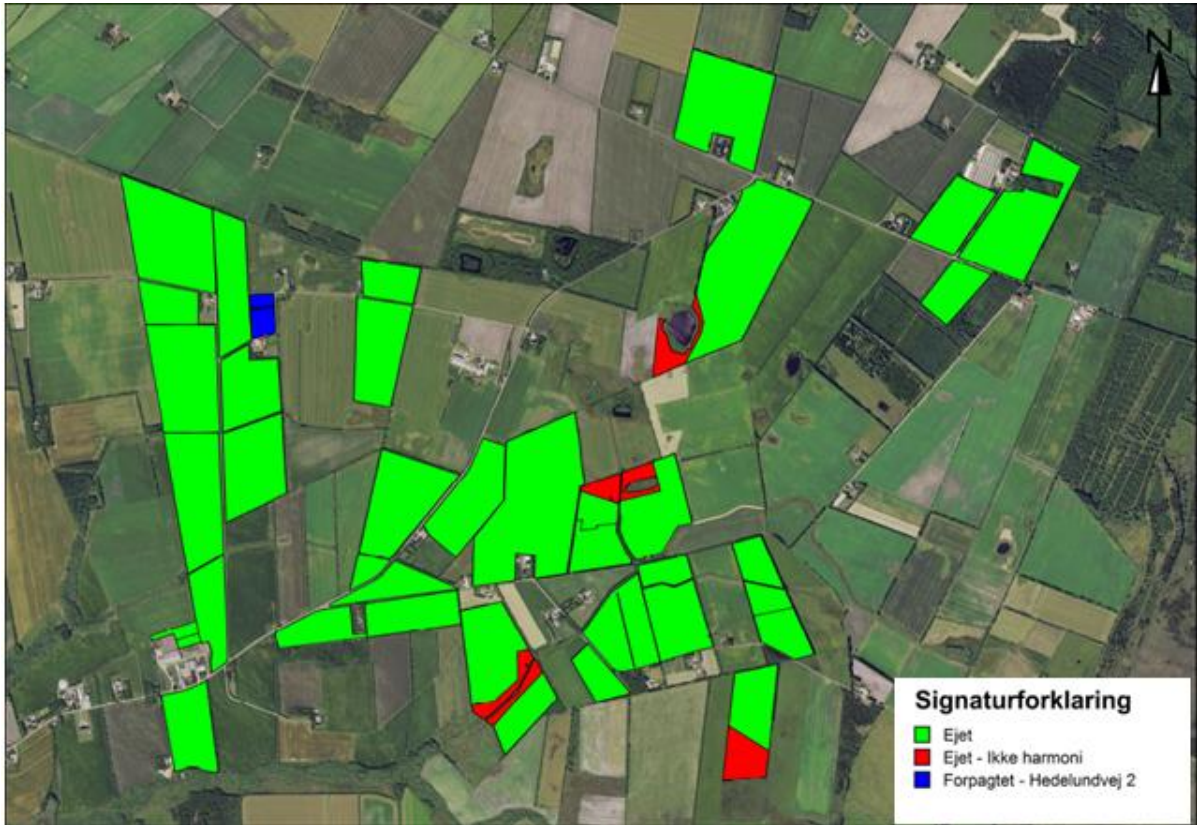 N
Signaturforklaring
Ejet
Ejet - Ikke harmoni
Forpagtet - Hedelundvej 2